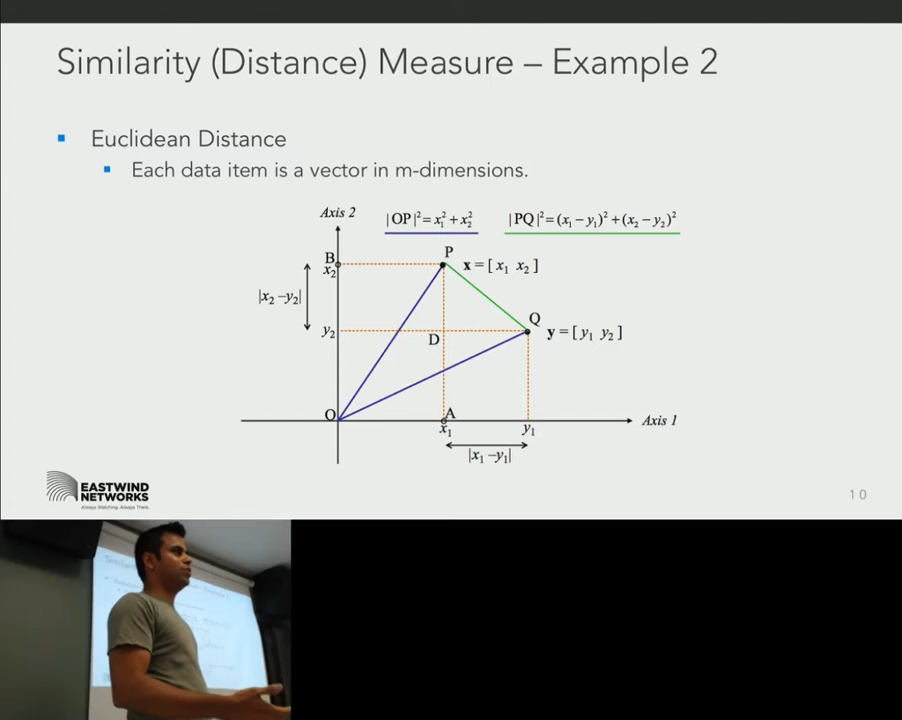 Similarity (Distance) Measure – Example 2
Euclidean Distance
Each data item is a vector in m-dimensions.
Axis 2
|OP|²=x₁²+x₂²
|PQ|²=(x₁−y₁)²+(x₂−y₂)²
B
x₂
P
x=[x₁ x₂]
|x₂−y₂|
y₂
D
Q
y=[y₁ y₂]
O
A
x₁
y₁
Axis 1
|x₁−y₁|
EASTWIND
NETWORKS
Always Watching. Always There.
10